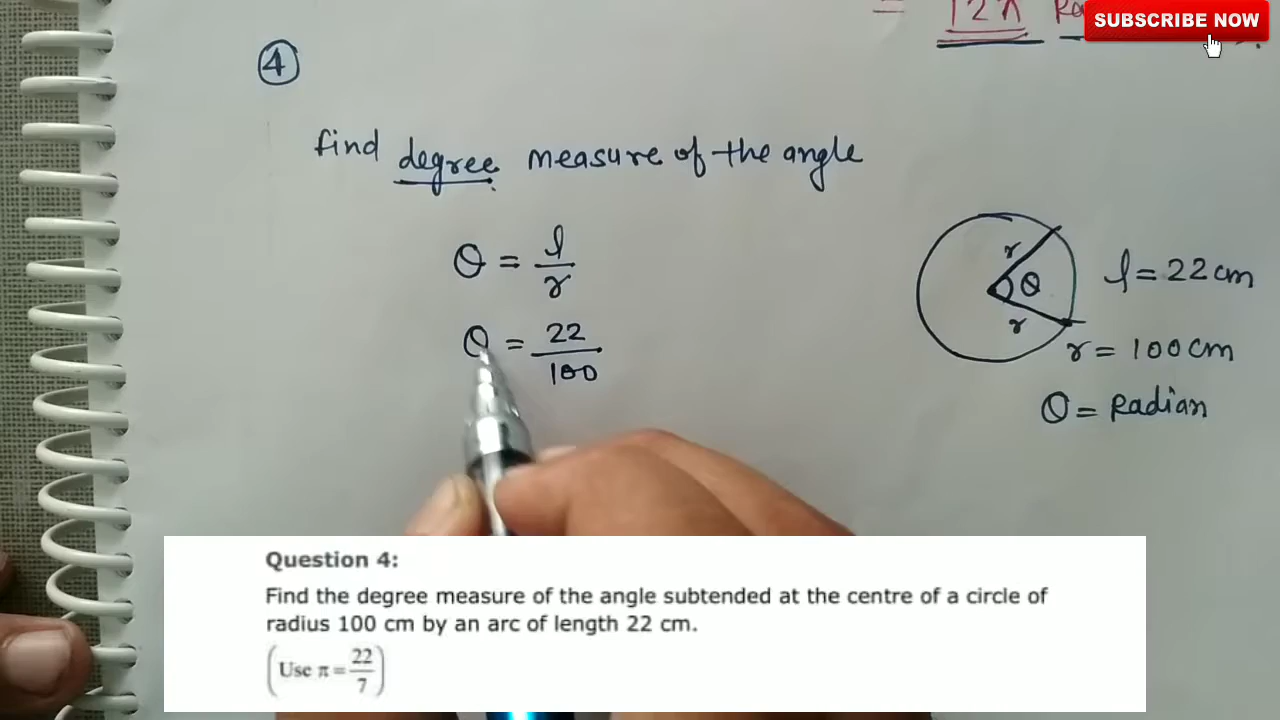 = 12π
SUBSCRIBE NOW
4
find degree measure of the angle
θ = l/r
θ = 22/100
r
θ
r
l = 22 cm
r = 100 cm
θ = Radian
Question 4:
Find the degree measure of the angle subtended at the centre of a circle of
radius 100 cm by an arc of length 22 cm.
(Use π = 22/7)